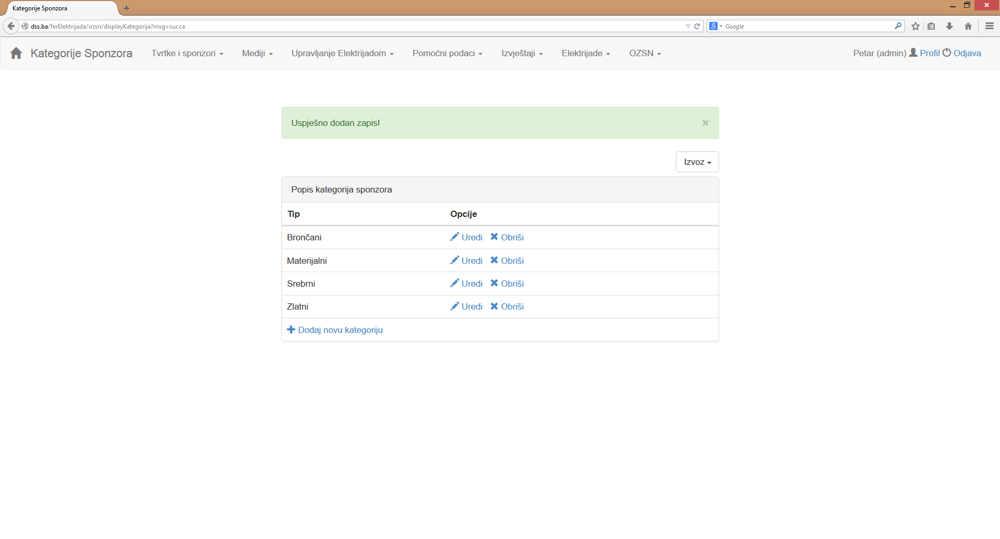 Kategorije Sponzora
dss.ba/ferElektrijada/ozsn/displayKategorija?msg=succa
Google
Kategorije Sponzora Tvrtke i sponzori Mediji Upravljanje Elektrijadom Pomoćni podaci Izvještaji Elektrijade OZSN Petar (admin) Profil Odjava
Uspješno dodan zapis!
Izvoz
Popis kategorija sponzora
Tip Opcije
Brončani Uredi Obriši
Materijalni Uredi Obriši
Srebrni Uredi Obriši
Zlatni Uredi Obriši
Dodaj novu kategoriju